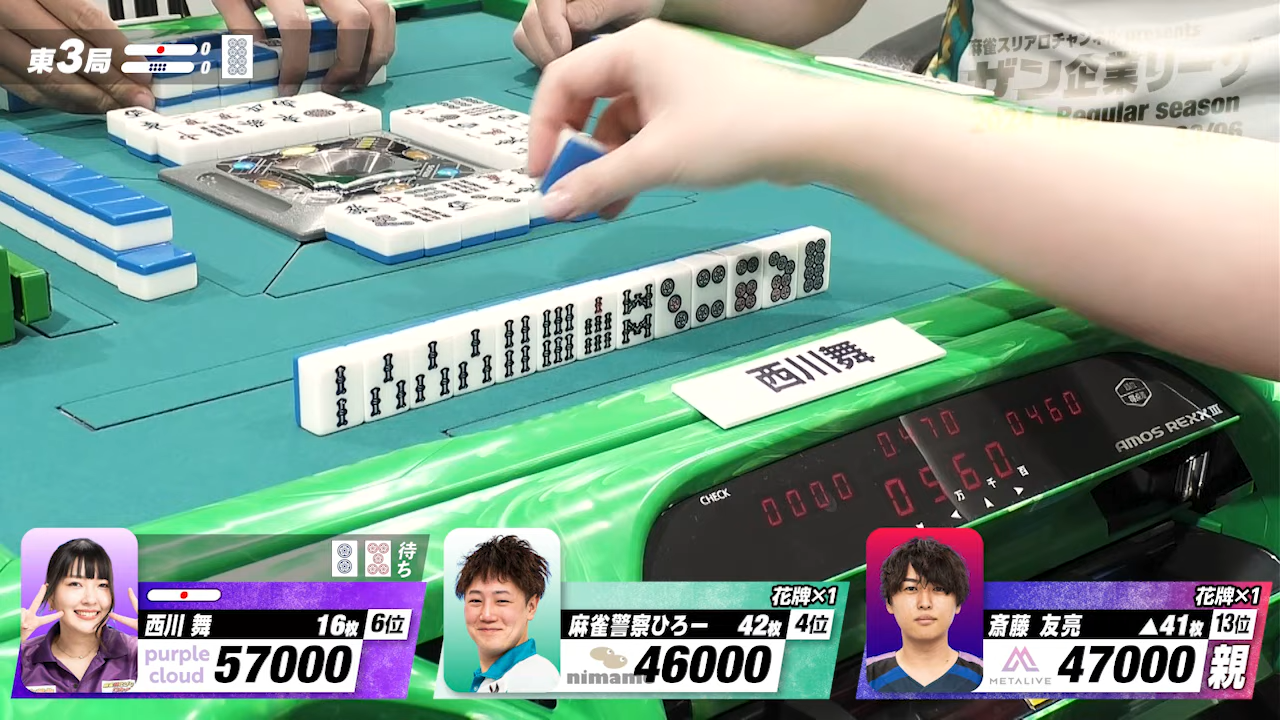 東3局
0
0
麻雀スリアロチャンネル presents
ザン企業リーグ
Regular season
西川舞
CHECK
0000
0470
0460
0560
万
千
百
AMOS REXX III
待ち
西川 舞
16枚
6位
purple cloud
57000
花牌×1
麻雀警察ひろー
42枚
4位
46000
花牌×1
斎藤 友亮
▲41枚
13位
METALIVE
47000
親